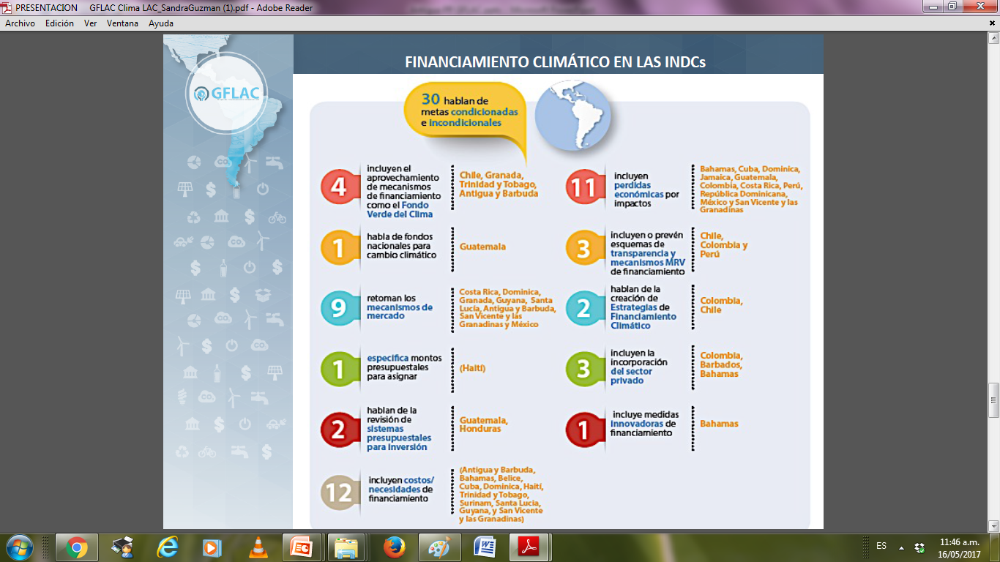 PRESENTACION GFLAC Clima LAC_SandraGuzman (1).pdf - Adobe Reader
Archivo Edición Ver Ventana Ayuda
GFLAC
FINANCIAMIENTO CLIMÁTICO EN LAS INDCs
30 hablan de
metas condicionadas
e incondicionales
4
incluyen el
aprovechamiento
de mecanismos
de financiamiento
como el Fondo
Verde del Clima
Chile, Granada,
Trinidad y Tobago,
Antigua y Barbuda
11
incluyen
perdidas
económicas por
impactos
Bahamas, Cuba, Dominica,
Jamaica, Guatemala,
Colombia, Costa Rica, Perú,
República Dominicana,
México y San Vicente y las
Granadinas
1
habla de fondos
nacionales para
cambio climático
Guatemala
3
incluyen o prevén
esquemas de
transparencia y
mecanismos MRV
de financiamiento
Chile,
Colombia y
Perú
9
retoman los
mecanismos de
mercado
Costa Rica, Dominica,
Granada, Guyana, Santa
Lucía, Antigua y Barbuda,
San Vicente y las
Granadinas y México
2
hablan de la
creación de
Estrategias de
Financiamiento
Climático
Colombia,
Chile
1
especifica montos
presupuestales
para asignar
(Haití)
3
incluyen la
incorporación
del sector
privado
Colombia,
Barbados,
Bahamas
2
hablan de la
revisión de
sistemas
presupuestales
para inversión
Guatemala,
Honduras
1
incluye medidas
innovadoras de
financiamiento
Bahamas
12
incluyen costos/
necesidades de
financiamiento
(Antigua y Barbuda,
Bahamas, Belice,
Cuba, Dominica, Haití,
Trinidad y Tobago,
Surinam, Santa Lucia,
Guyana, y San Vicente
y las Granadinas)
ES
11:46 a.m.
16/05/2017